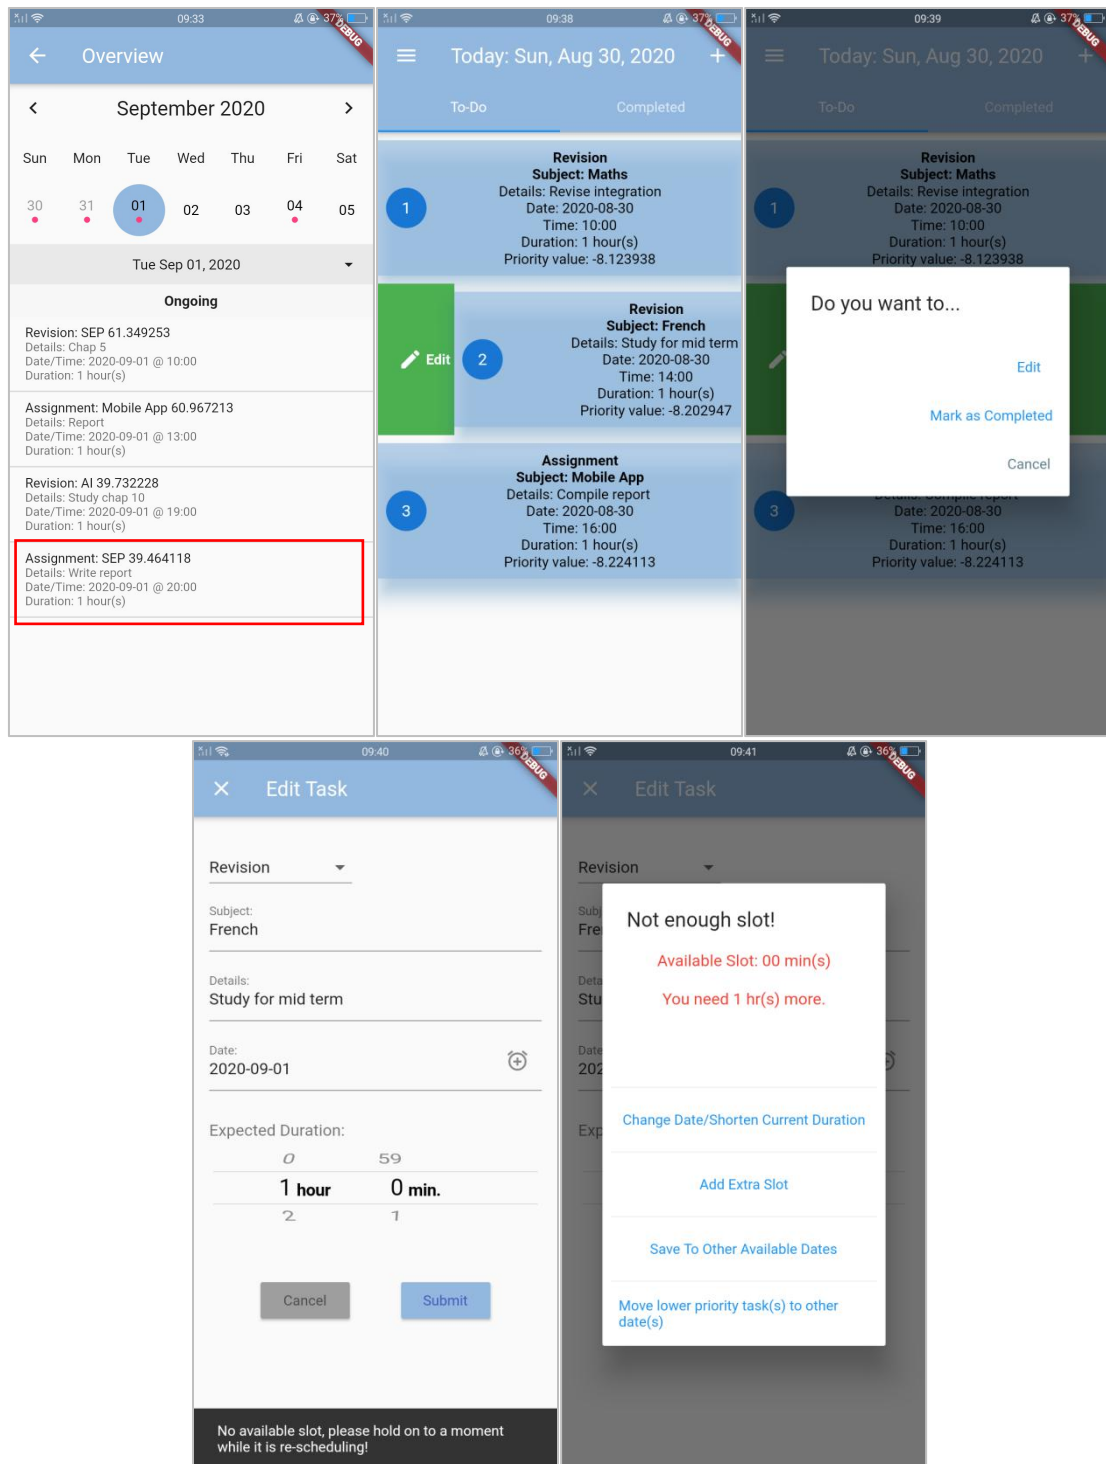 09:33
37%
DEBUG
Overview
September 2020
Sun Mon Tue Wed Thu Fri Sat
30 31 01 02 03 04 05
Tue Sep 01, 2020
Ongoing
Revision: SEP 61.349253
Details: Chap 5
Date/Time: 2020-09-01 @ 10:00
Duration: 1 hour(s)
Assignment: Mobile App 60.967213
Details: Report
Date/Time: 2020-09-01 @ 13:00
Duration: 1 hour(s)
Revision: AI 39.732228
Details: Study chap 10
Date/Time: 2020-09-01 @ 19:00
Duration: 1 hour(s)
Assignment: SEP 39.464118
Details: Write report
Date/Time: 2020-09-01 @ 20:00
Duration: 1 hour(s)
09:38
37%
DEBUG
Today: Sun, Aug 30, 2020
To-Do Completed
Revision
Subject: Maths
1
Details: Revise integration
Date: 2020-08-30
Time: 10:00
Duration: 1 hour(s)
Priority value: -8.123938
Edit
2
Revision
Subject: French
Details: Study for mid term
Date: 2020-08-30
Time: 14:00
Duration: 1 hour(s)
Priority value: -8.202947
Assignment
Subject: Mobile App
3
Details: Compile report
Date: 2020-08-30
Time: 16:00
Duration: 1 hour(s)
Priority value: -8.224113
09:39
37%
DEBUG
Today: Sun, Aug 30, 2020
To-Do Completed
Revision
Subject: Maths
1
Details: Revise integration
Date: 2020-08-30
Time: 10:00
Duration: 1 hour(s)
Priority value: -8.123938
Do you want to...
Edit
Mark as Completed
Cancel
3
Details: Compile report
Date: 2020-08-30
Time: 16:00
Duration: 1 hour(s)
Priority value: -8.224113
09:40
36%
DEBUG
Edit Task
Revision
Subject:
French
Details:
Study for mid term
Date:
2020-09-01
Expected Duration:
0 59
1 hour 0 min.
2 1
Cancel Submit
No available slot, please hold on to a moment
while it is re-scheduling!
09:41
36%
DEBUG
Edit Task
Revision
Subj
Fre
Deta
Stu
Date
202
Exp
Not enough slot!
Available Slot: 00 min(s)
You need 1 hr(s) more.
Change Date/Shorten Current Duration
Add Extra Slot
Save To Other Available Dates
Move lower priority task(s) to other
date(s)